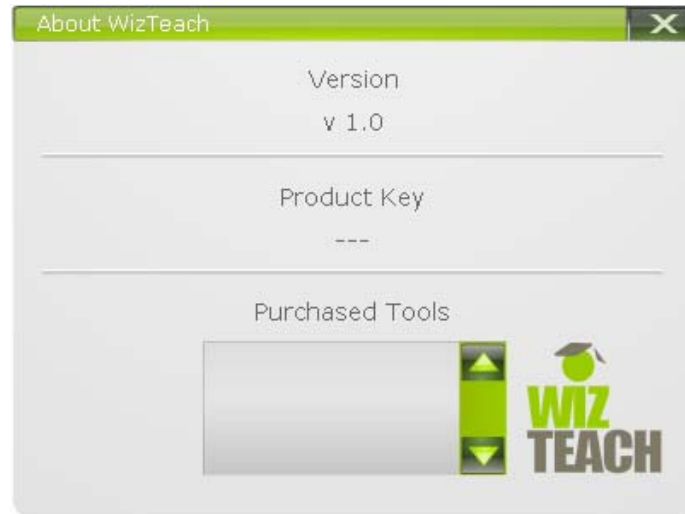 About WizTeach
Version
v 1.0
Product Key
---
Purchased Tools
WIZ
TEACH